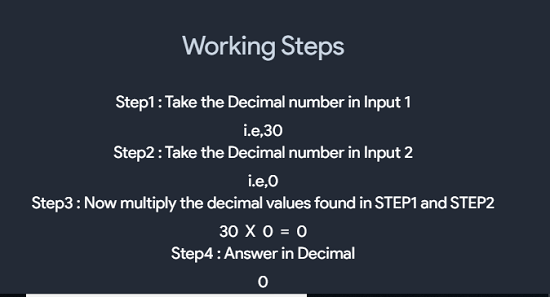 Working Steps
Step1 : Take the Decimal number in Input 1
i.e,30
Step2 : Take the Decimal number in Input 2
i.e,0
Step3 : Now multiply the decimal values found in STEP1 and STEP2
30 X 0 = 0
Step4 : Answer in Decimal
0